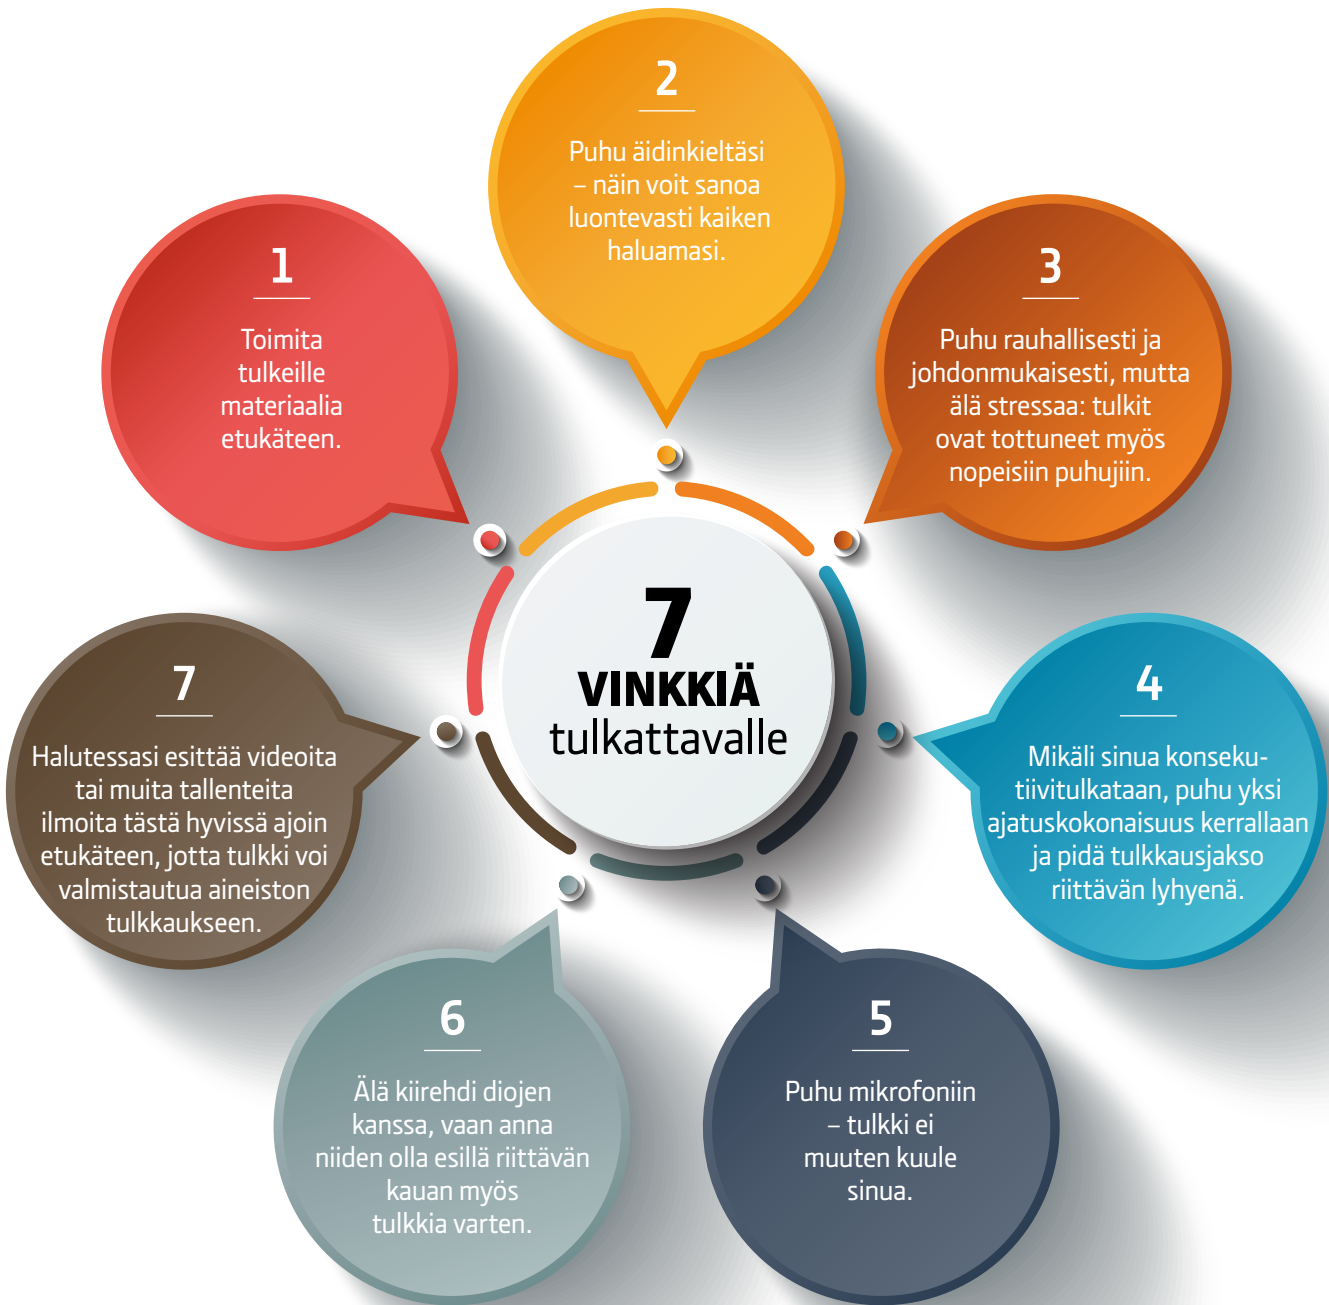 7
VINKKIÄ
tulkattavalle
1
Toimita
tulkeille
materiaalia
etukäteen.
2
Puhu äidinkieltäsi
– näin voit sanoa
luontevasti kaiken
haluamasi.
3
Puhu rauhallisesti ja
johdonmukaisesti, mutta
älä stressaa: tulkit
ovat tottuneet myös
nopeisiin puhujiin.
4
Mikäli sinua konseku-
tiivitulkataan, puhu yksi
ajatuskokonaisuus kerrallaan
ja pidä tulkkausjakso
riittävän lyhyenä.
5
Puhu mikrofoniin
– tulkki ei
muuten kuule
sinua.
6
Älä kiirehdi diojen
kanssa, vaan anna
niiden olla esillä riittävän
kauan myös
tulkkia varten.
7
Halutessasi esittää videoita
tai muita tallenteita
ilmoita tästä hyvissä ajoin
etukäteen, jotta tulkki voi
valmistautua aineiston
tulkkaukseen.